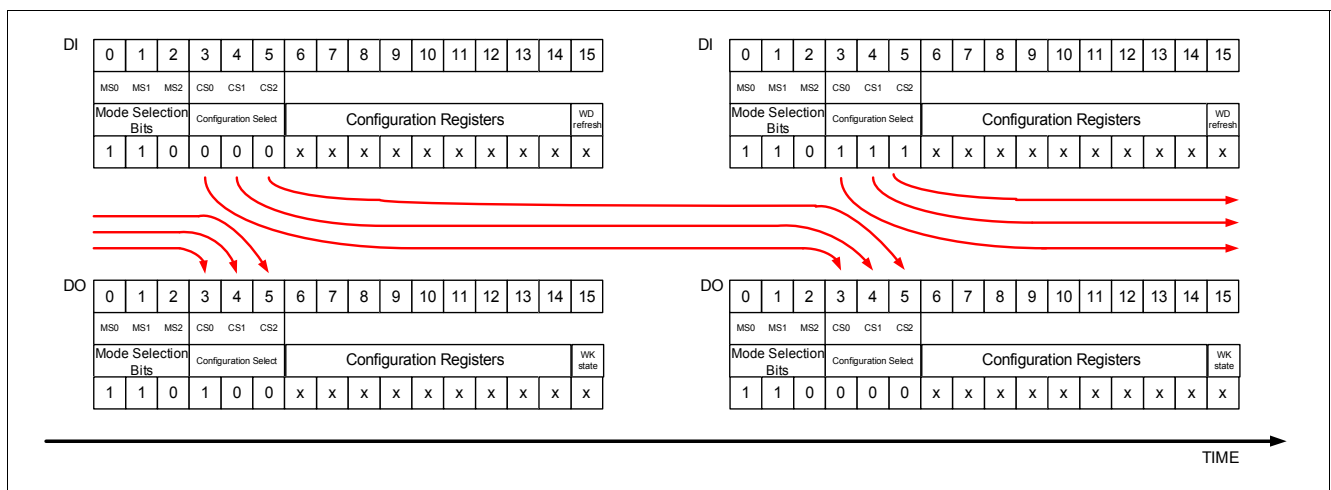 DI 0 1 2 3 4 5 6 7 8 9 10 11 12 13 14 15
MS0 MS1 MS2 CS0 CS1 CS2
Mode Selection Bits Configuration Select Configuration Registers WD refresh
1 1 0 0 0 0 x x x x x x x x x x
DI 0 1 2 3 4 5 6 7 8 9 10 11 12 13 14 15
MS0 MS1 MS2 CS0 CS1 CS2
Mode Selection Bits Configuration Select Configuration Registers WD refresh
1 1 0 1 1 1 x x x x x x x x x x
DO 0 1 2 3 4 5 6 7 8 9 10 11 12 13 14 15
MS0 MS1 MS2 CS0 CS1 CS2
Mode Selection Bits Configuration Select Configuration Registers WK state
1 1 0 1 0 0 x x x x x x x x x x
DO 0 1 2 3 4 5 6 7 8 9 10 11 12 13 14 15
MS0 MS1 MS2 CS0 CS1 CS2
Mode Selection Bits Configuration Select Configuration Registers WK state
1 1 0 0 0 0 x x x x x x x x x x
TIME